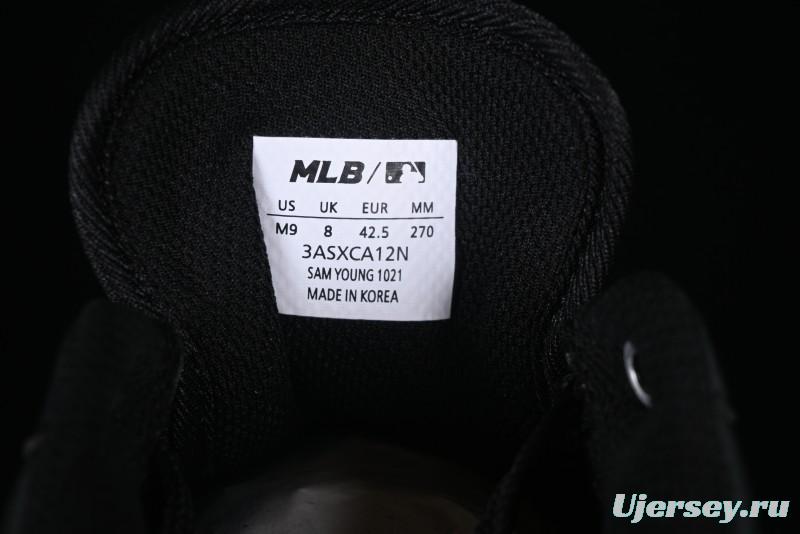 MLB /
US UK EUR MM
M9 8 42.5 270
3ASXCA12N
SAM YOUNG 1021
MADE IN KOREA
Ujersey.ru